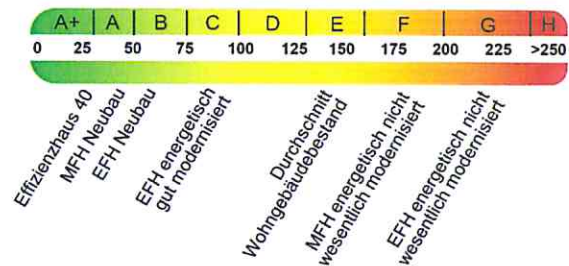 A+ A B C D E F G H
0 25 50 75 100 125 150 175 200 225 >250
Effizienzhaus 40
MFH Neubau
EFH Neubau
EFH energetisch
gut modernisiert
Durchschnitt
Wohngebäudebestand
MFH energetisch nicht
wesentlich modernisiert
EFH energetisch nicht
wesentlich modernisiert